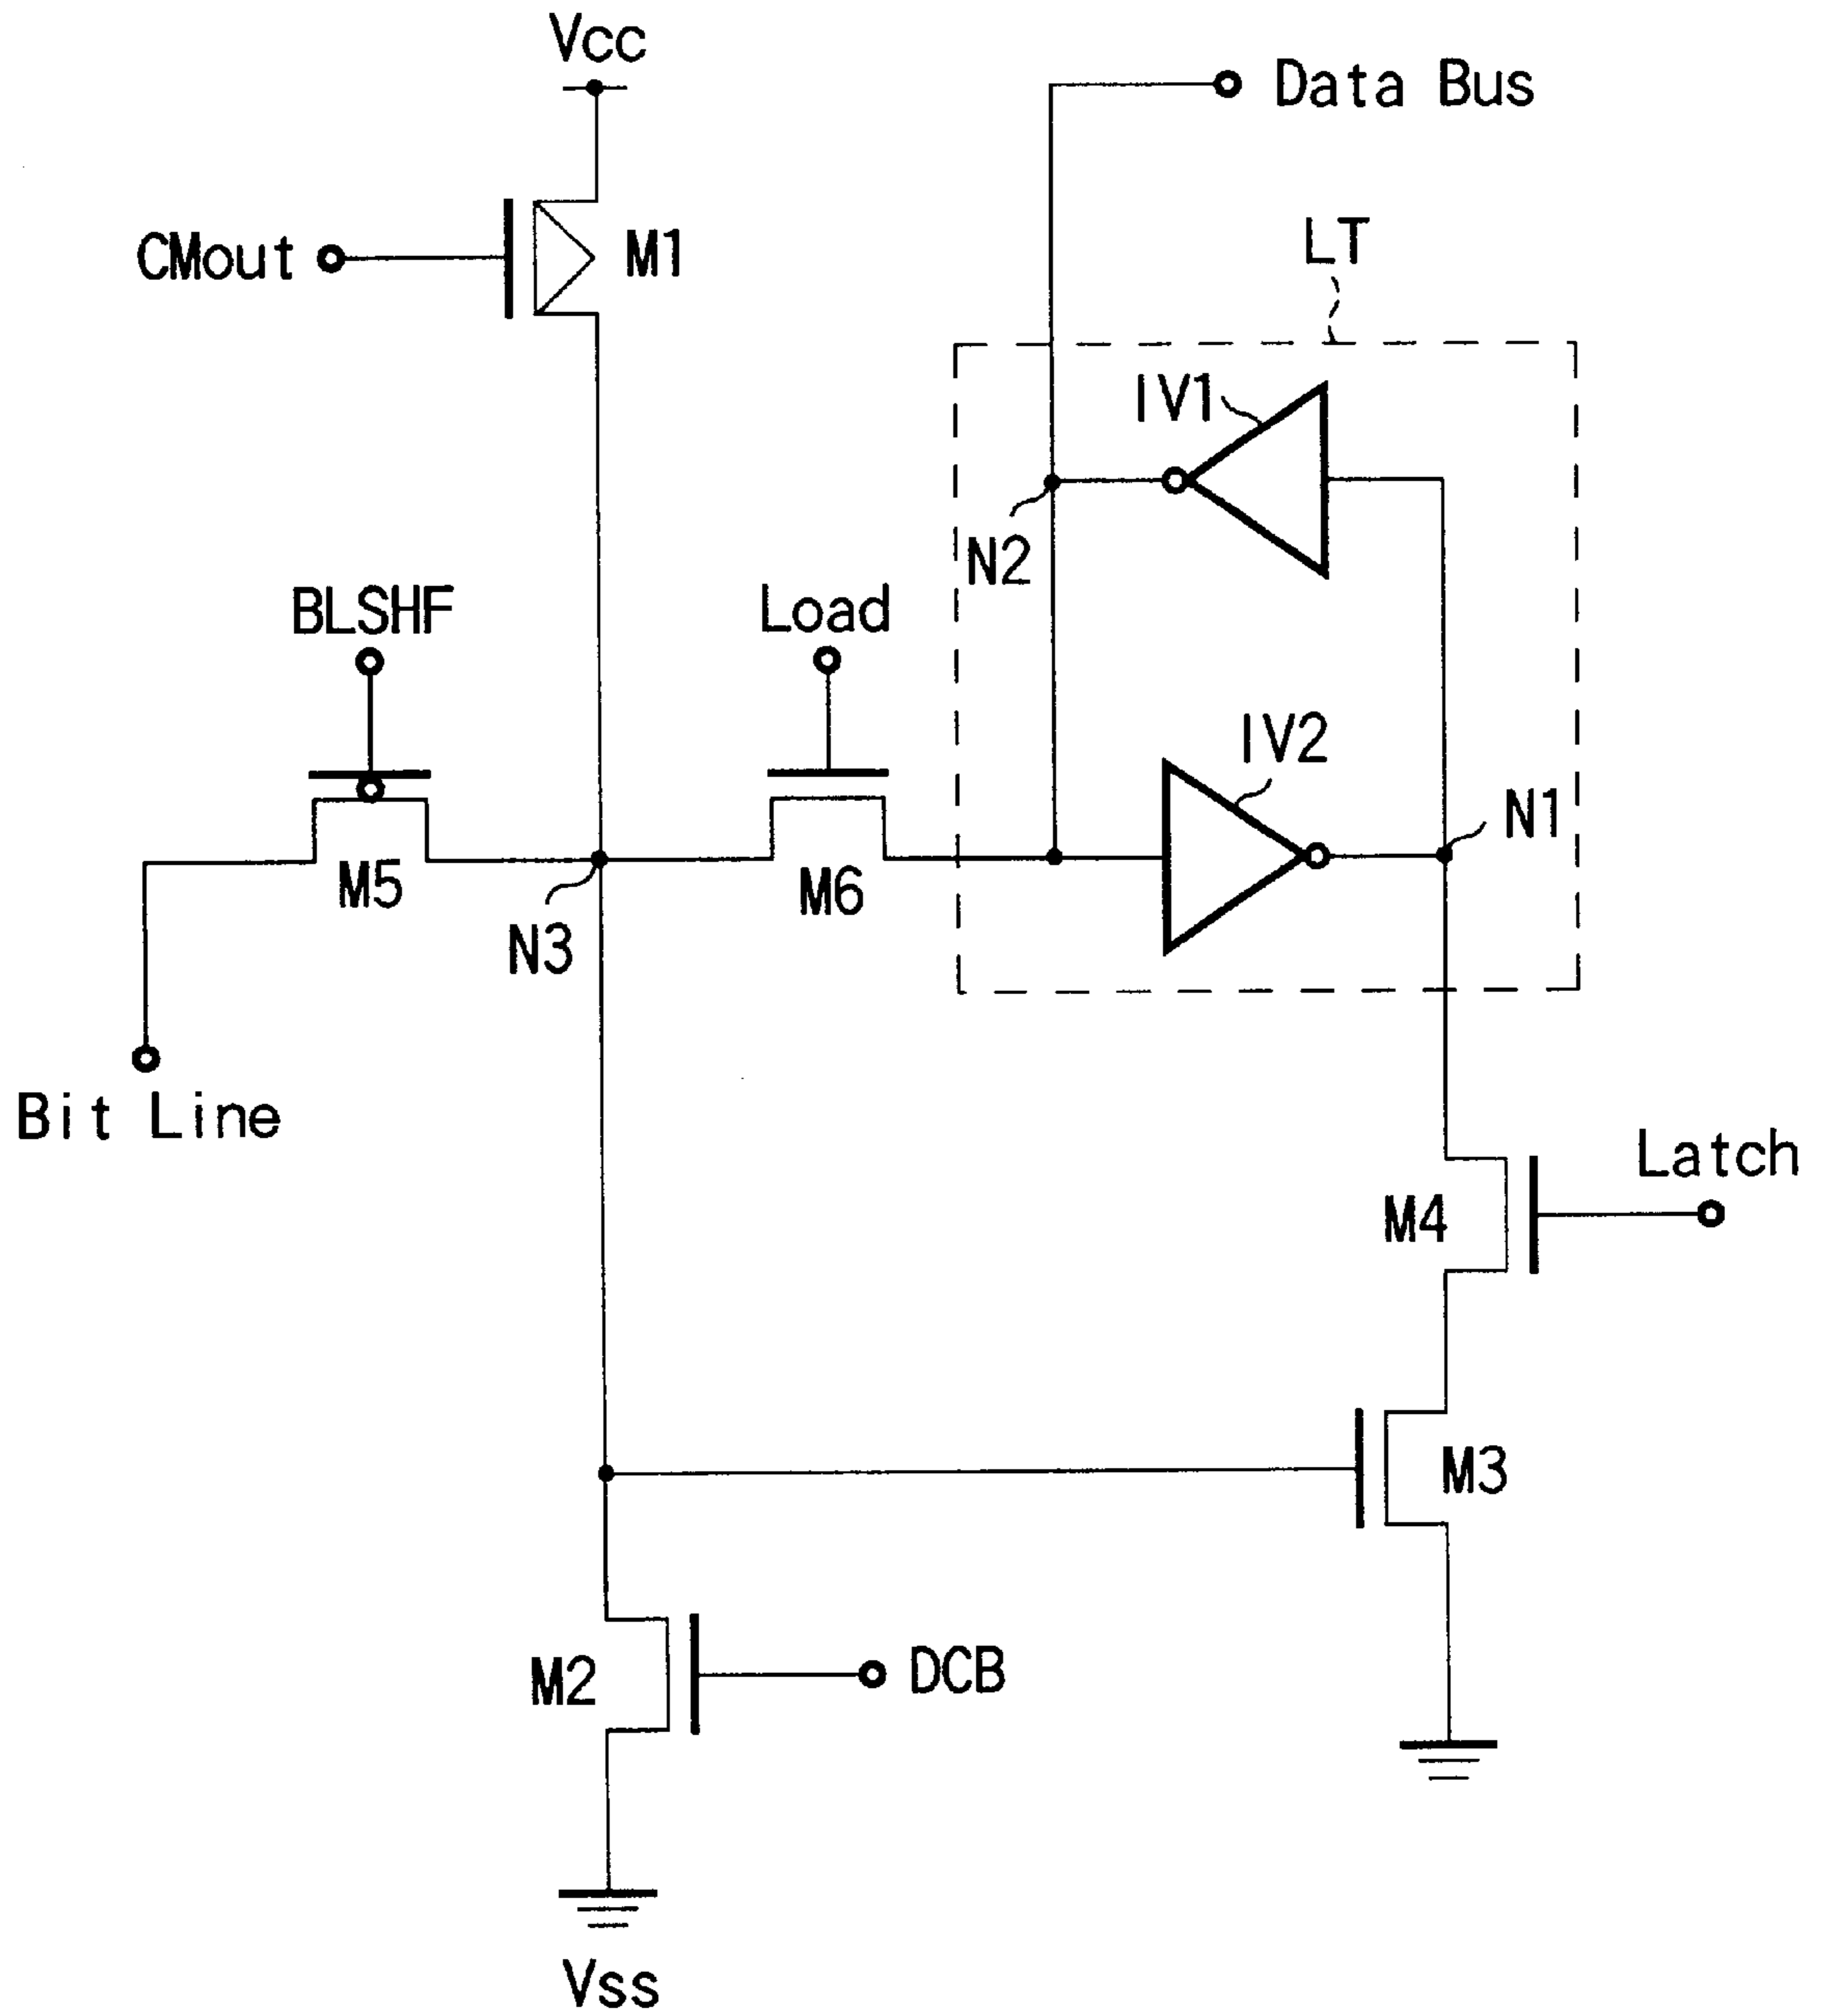 Vcc
Data Bus
CMout
M1
LT
IV1
N2
BLSHF
Load
IV2
N1
M5
M6
N3
Bit Line
Latch
M4
M3
M2
DCB
Vss